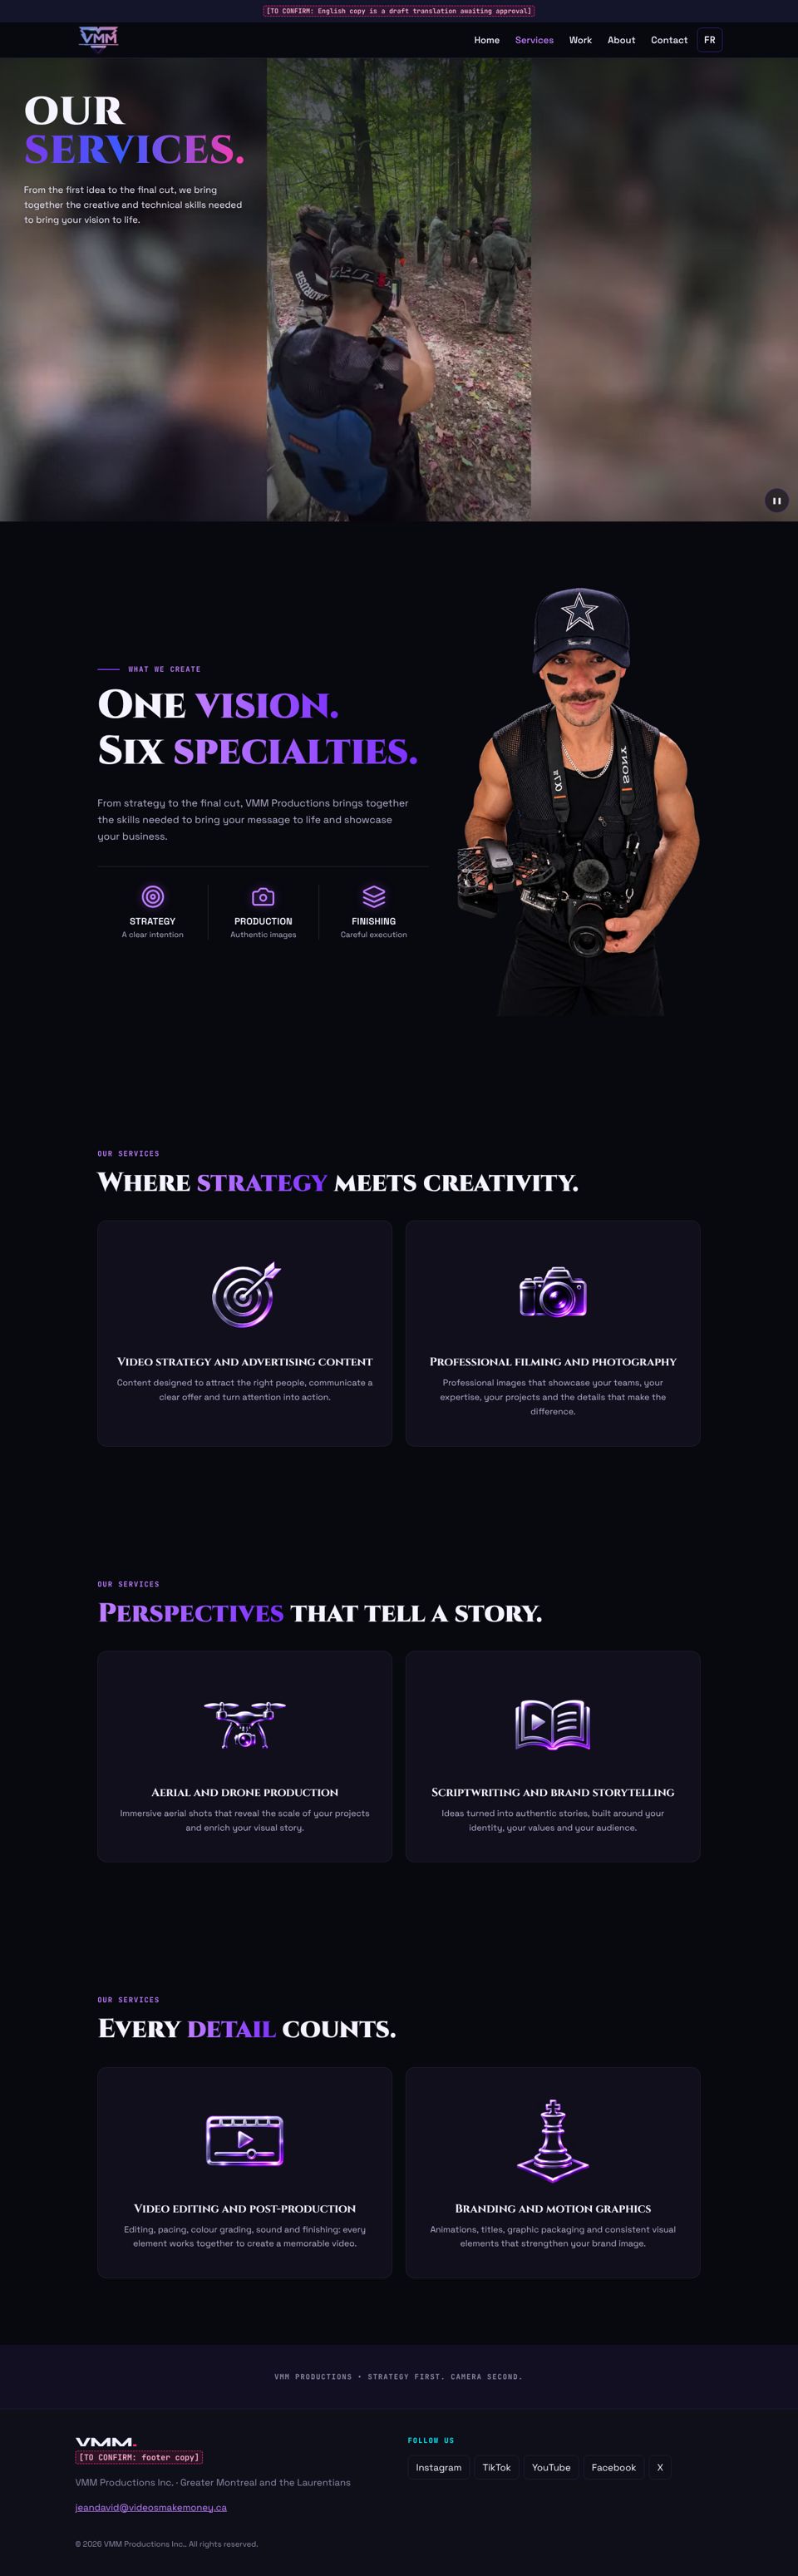 [TO CONFIRM: English copy is a draft translation awaiting approval]
VMM
Home Services Work About Contact FR
OUR
SERVICES.
From the first idea to the final cut, we bring
together the creative and technical skills needed
to bring your vision to life.
WHAT WE CREATE
One vision.
Six specialties.
From strategy to the final cut, VMM Productions brings together
the skills needed to bring your message to life and showcase
your business.
STRATEGY
A clear intention
PRODUCTION
Authentic images
FINISHING
Careful execution
α7II
SONY
OUR SERVICES
Where strategy meets creativity.
Video strategy and advertising content
Content designed to attract the right people, communicate a
clear offer and turn attention into action.
Professional filming and photography
Professional images that showcase your teams, your
expertise, your projects and the details that make the
difference.
OUR SERVICES
Perspectives that tell a story.
Aerial and drone production
Immersive aerial shots that reveal the scale of your projects
and enrich your visual story.
Scriptwriting and brand storytelling
Ideas turned into authentic stories, built around your
identity, your values and your audience.
OUR SERVICES
Every detail counts.
Video editing and post-production
Editing, pacing, colour grading, sound and finishing: every
element works together to create a memorable video.
Branding and motion graphics
Animations, titles, graphic packaging and consistent visual
elements that strengthen your brand image.
VMM PRODUCTIONS • STRATEGY FIRST. CAMERA SECOND.
VMM.
[TO CONFIRM: footer copy]
VMM Productions Inc. · Greater Montreal and the Laurentians
jeandavid@videosmakemoney.ca
© 2026 VMM Productions Inc.. All rights reserved.
FOLLOW US
Instagram TikTok YouTube Facebook X